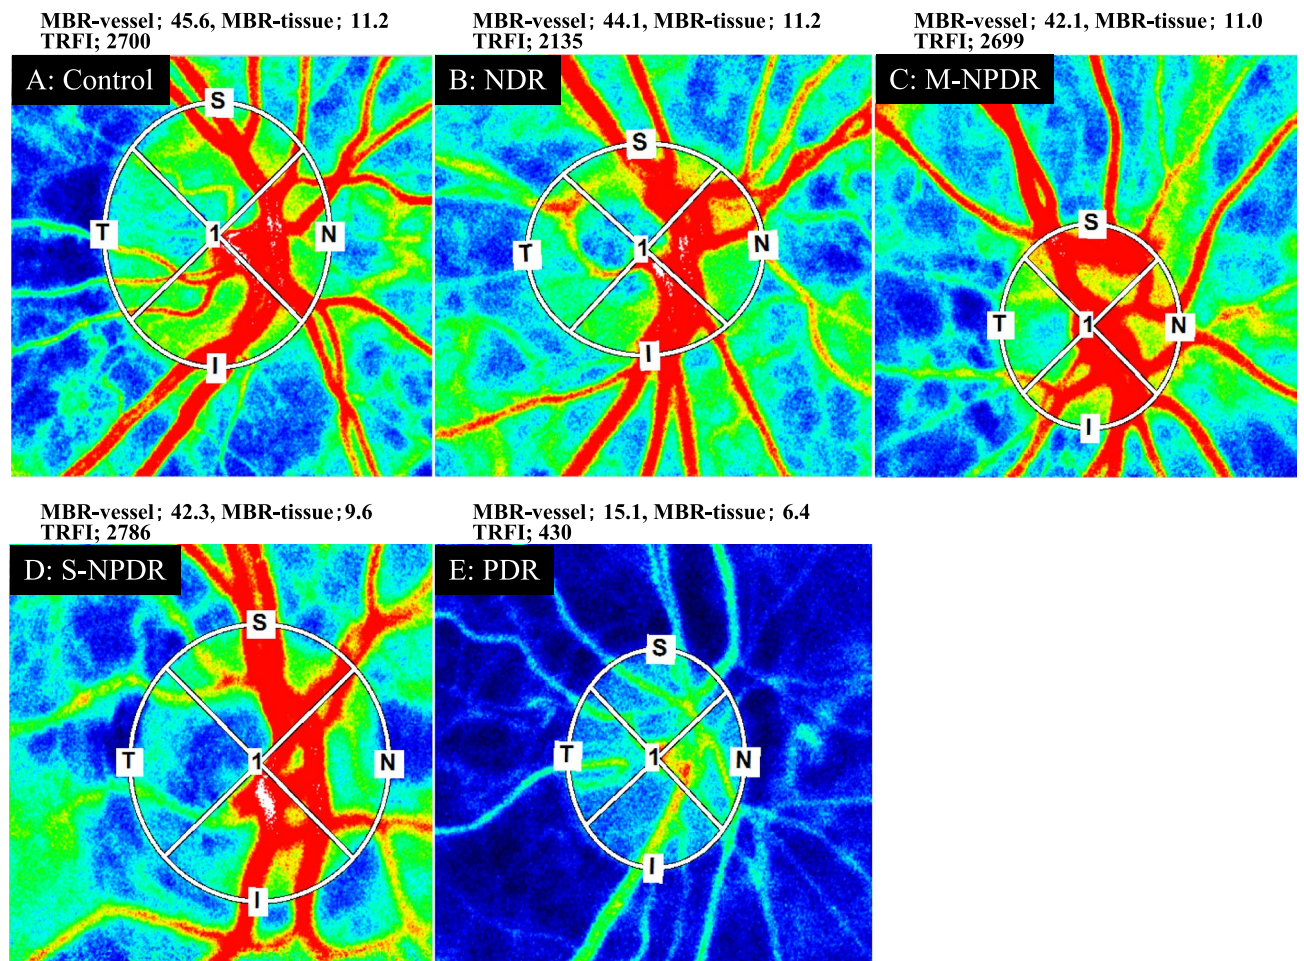 MBR-vessel; 45.6, MBR-tissue; 11.2
TRFI; 2700
A: Control
S
T
1
N
I
MBR-vessel; 44.1, MBR-tissue; 11.2
TRFI; 2135
B: NDR
S
T
1
N
I
MBR-vessel; 42.1, MBR-tissue; 11.0
TRFI; 2699
C: M-NPDR
S
T
1
N
I
MBR-vessel; 42.3, MBR-tissue;9.6
TRFI; 2786
D: S-NPDR
S
T
1
N
I
MBR-vessel; 15.1, MBR-tissue; 6.4
TRFI; 430
E: PDR
S
T
1
N
I